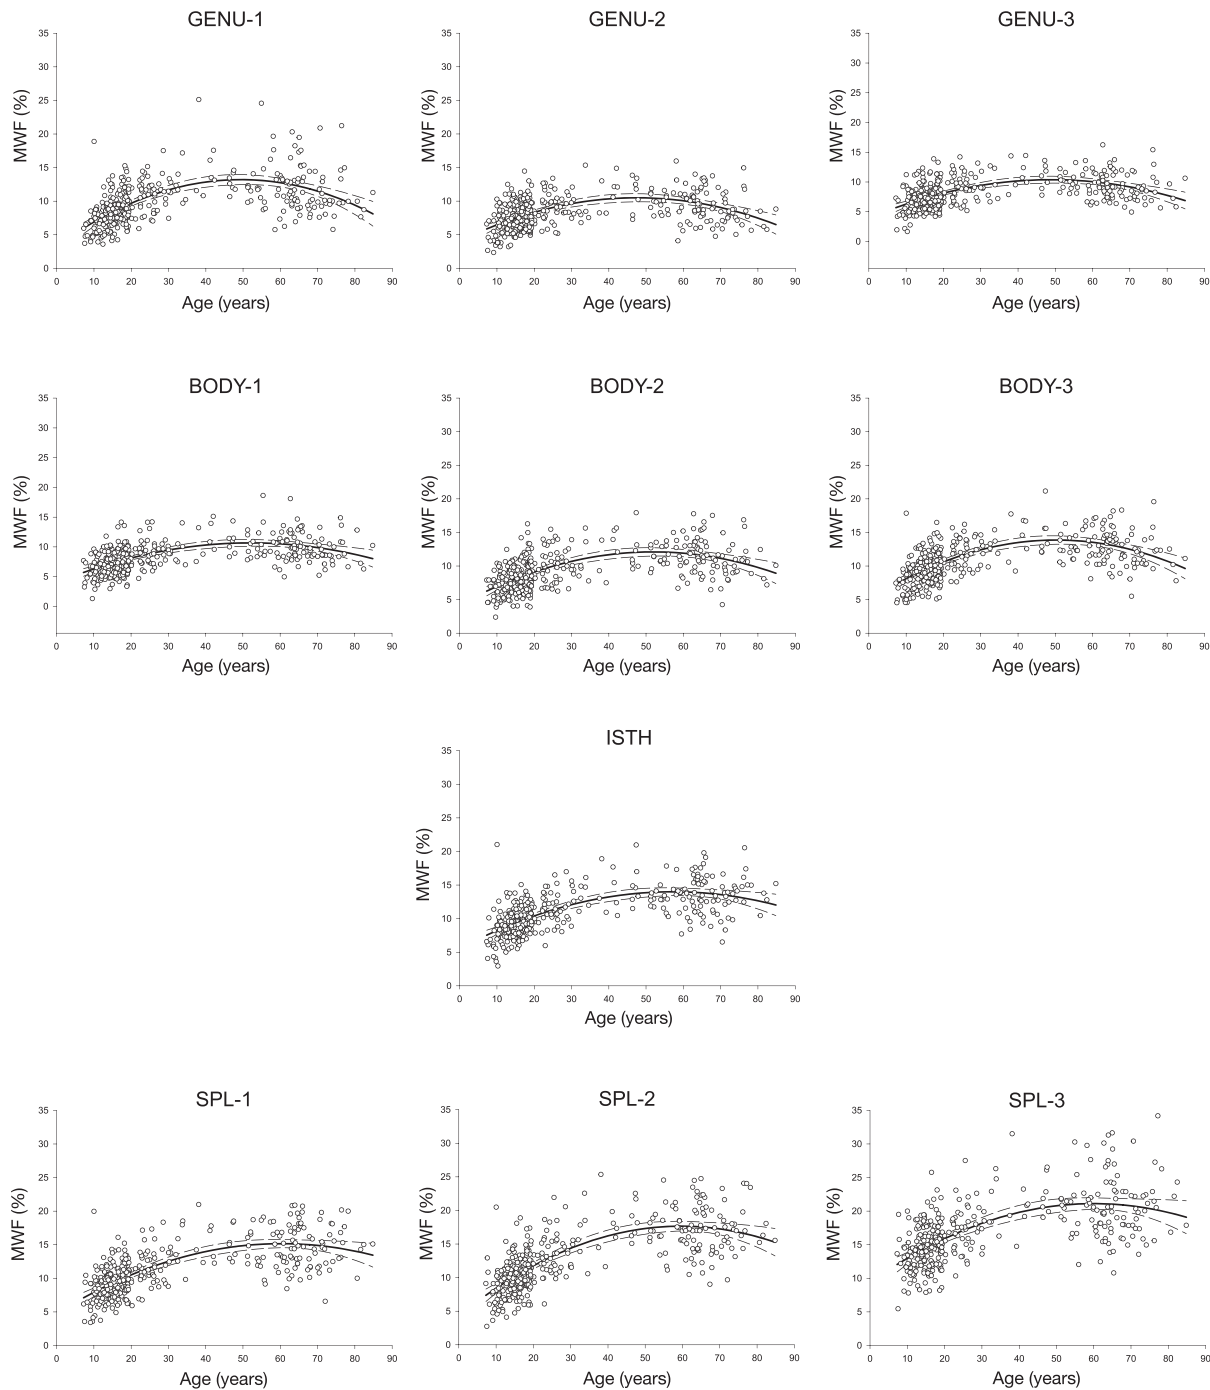 GENU-1 GENU-2 GENU-3
35 35 35
30 30 30
25 25 25
20 20 20
15 15 15
10 10 10
5 5 5
0 0 0
MWF (%) MWF (%) MWF (%)
0 10 20 30 40 50 60 70 80 90 0 10 20 30 40 50 60 70 80 90 0 10 20 30 40 50 60 70 80 90
Age (years) Age (years) Age (years)
BODY-1 BODY-2 BODY-3
35 35 35
30 30 30
25 25 25
20 20 20
15 15 15
10 10 10
5 5 5
0 0 0
MWF (%) MWF (%) MWF (%)
0 10 20 30 40 50 60 70 80 90 0 10 20 30 40 50 60 70 80 90 0 10 20 30 40 50 60 70 80 90
Age (years) Age (years) Age (years)
ISTH
35
30
25
20
15
10
5
0
MWF (%)
0 10 20 30 40 50 60 70 80 90
Age (years)
SPL-1 SPL-2 SPL-3
35 35 35
30 30 30
25 25 25
20 20 20
15 15 15
10 10 10
5 5 5
0 0 0
MWF (%) MWF (%) MWF (%)
0 10 20 30 40 50 60 70 80 90 0 10 20 30 40 50 60 70 80 90 0 10 20 30 40 50 60 70 80 90
Age (years) Age (years) Age (years)